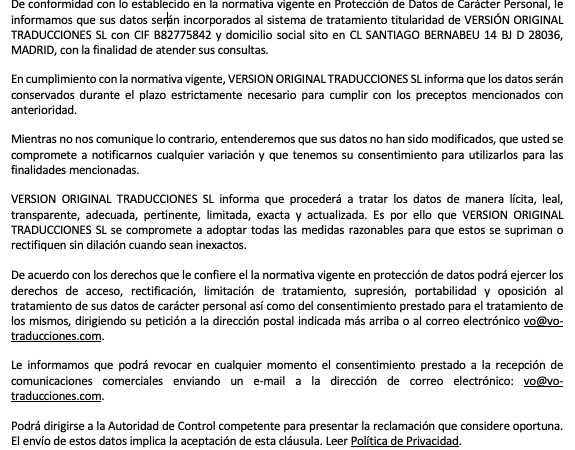 De conformidad con lo establecido en la normativa vigente en Protección de Datos de Carácter Personal, le
informamos que sus datos serán incorporados al sistema de tratamiento titularidad de VERSIÓN ORIGINAL
TRADUCCIONES SL con CIF B82775842 y domicilio social sito en CL SANTIAGO BERNABEU 14 BJ D 28036,
MADRID, con la finalidad de atender sus consultas.
En cumplimiento con la normativa vigente, VERSION ORIGINAL TRADUCCIONES SL informa que los datos serán
conservados durante el plazo estrictamente necesario para cumplir con los preceptos mencionados con
anterioridad.
Mientras no nos comunique lo contrario, entenderemos que sus datos no han sido modificados, que usted se
compromete a notificarnos cualquier variación y que tenemos su consentimiento para utilizarlos para las
finalidades mencionadas.
VERSION ORIGINAL TRADUCCIONES SL informa que procederá a tratar los datos de manera lícita, leal,
transparente, adecuada, pertinente, limitada, exacta y actualizada. Es por ello que VERSION ORIGINAL
TRADUCCIONES SL se compromete a adoptar todas las medidas razonables para que estos se supriman o
rectifiquen sin dilación cuando sean inexactos.
De acuerdo con los derechos que le confiere el la normativa vigente en protección de datos podrá ejercer los
derechos de acceso, rectificación, limitación de tratamiento, supresión, portabilidad y oposición al
tratamiento de sus datos de carácter personal así como del consentimiento prestado para el tratamiento de
los mismos, dirigiendo su petición a la dirección postal indicada más arriba o al correo electrónico vo@vo-
traducciones.com.
Le informamos que podrá revocar en cualquier momento el consentimiento prestado a la recepción de
comunicaciones comerciales enviando un e-mail a la dirección de correo electrónico: vo@vo-
traducciones.com.
Podrá dirigirse a la Autoridad de Control competente para presentar la reclamación que considere oportuna.
El envío de estos datos implica la aceptación de esta cláusula. Leer Política de Privacidad.